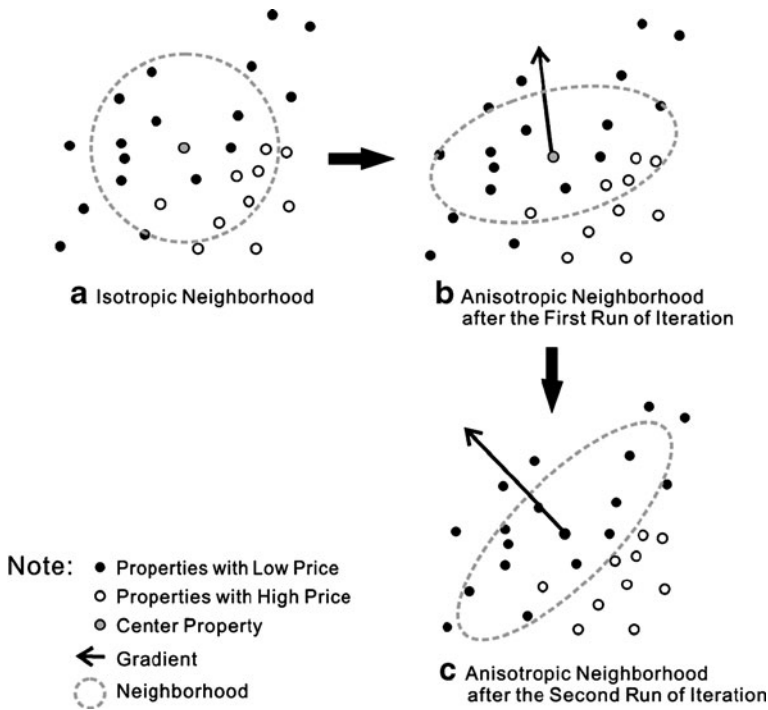 a Isotropic Neighborhood
b Anisotropic Neighborhood
after the First Run of Iteration
Note:
Properties with Low Price
Properties with High Price
Center Property
Gradient
Neighborhood
c Anisotropic Neighborhood
after the Second Run of Iteration